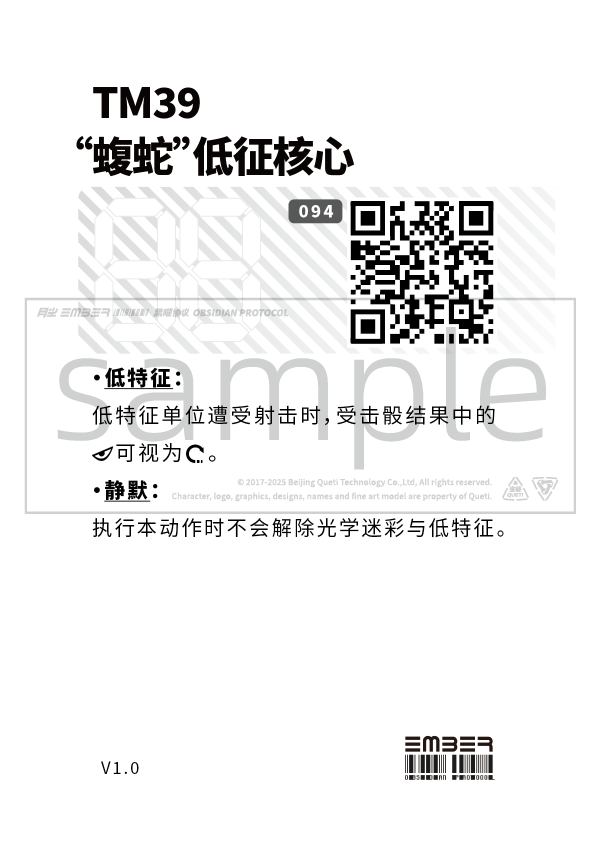 TM39
“蝮蛇”低征核心
094
月尘 EMBER OBSIDIAN PROTOCOL
sample
•低特征：
低特征单位遭受射击时，受击骰结果中的
可视为 。
© 2017-2025 Beijing Queti Technology Co.,Ltd, All rights reserved.
•静默：
Character, logo, graphics, designs, names and fine art model are property of Queti.
QUETI
执行本动作时不会解除光学迷彩与低特征。
EMBER
V1.0